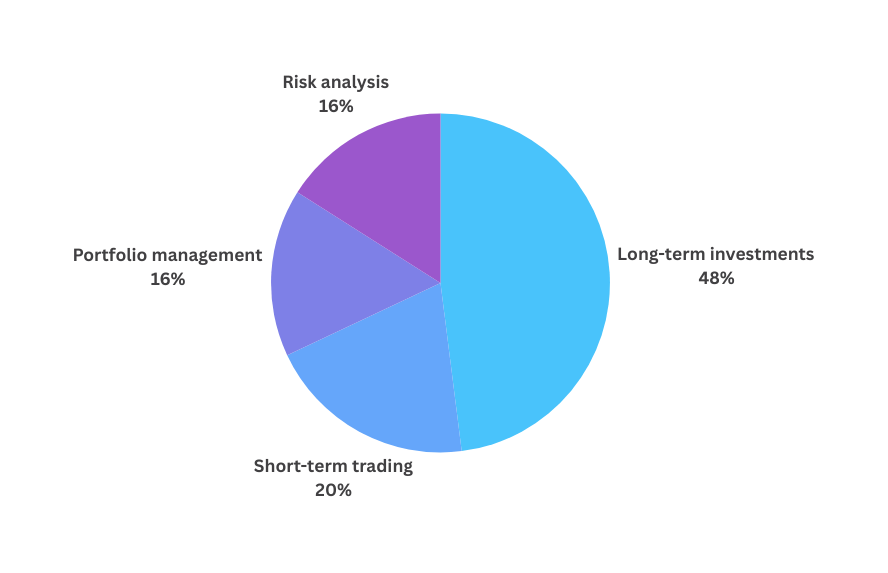 Risk analysis
16%
Portfolio management
16%
Long-term investments
48%
Short-term trading
20%